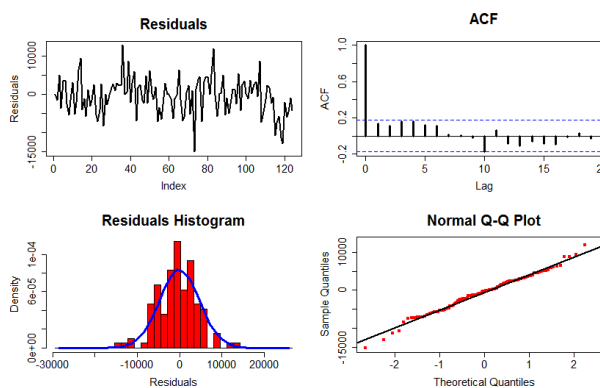 Residuals
Residuals
-15000 0 10000
0 20 40 60 80 100 120
Index
ACF
ACF
-0.2 0.2 0.6 1.0
0 5 10 15 2
Lag
Residuals Histogram
Density
0e+00 6e-05 1e-04
-30000 -10000 0 10000 20000
Residuals
Normal Q-Q Plot
Sample Quantiles
-15000 0 10000
-2 -1 0 1 2
Theoretical Quantiles